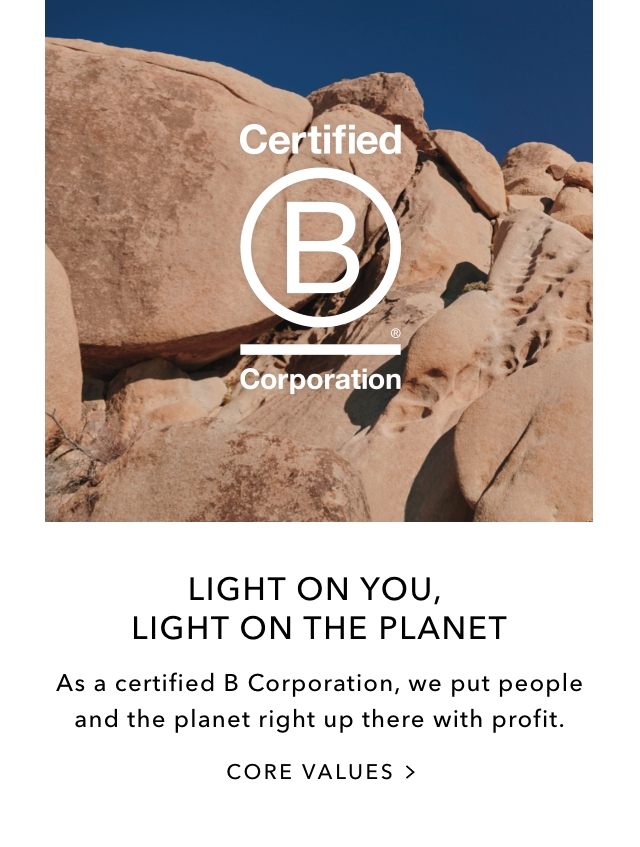 Certified
B
®
Corporation
LIGHT ON YOU,
LIGHT ON THE PLANET
As a certified B Corporation, we put people
and the planet right up there with profit.
CORE VALUES >